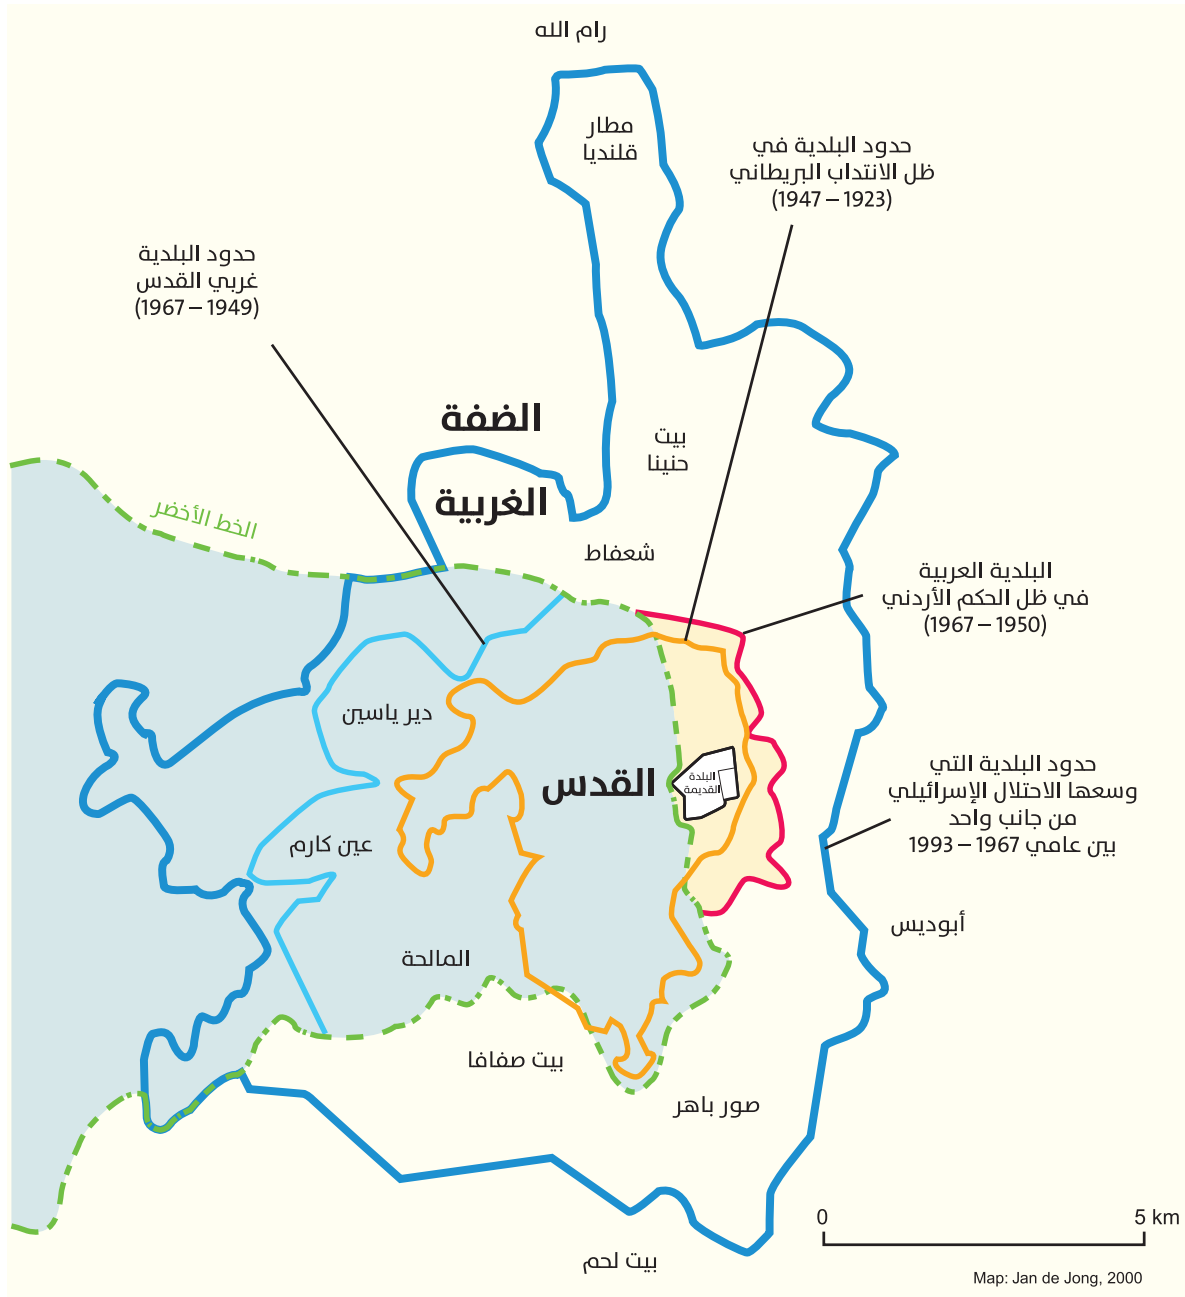 رام الله
مطار
قلنديا
حدود البلدية في
ظل الانتداب البريطاني
(1947 – 1923)
حدود البلدية
غربي القدس
(1967 – 1949)
الضفة
الغربية
بيت
حنينا
الخط الأخضر
شعفاط
البلدية العربية
في ظل الحكم الأردني
(1967 – 1950)
دير ياسين
القدس
البلدة
القديمة
حدود البلدية التي
وسعها الاحتلال الإسرائيلي
من جانب واحد
بين عامي 1967 – 1993
عين كارم
أبوديس
المالحة
بيت صفافا
صور باهر
بيت لحم
0 5 km
Map: Jan de Jong, 2000